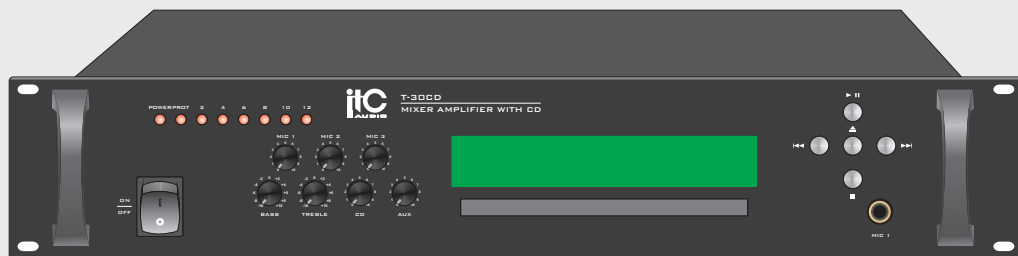 itC
AUDIO
T-30CD
MIXER AMPLIFIER WITH CD
POWER PROT 2 4 6 8 10 12
MIC 1 MIC 2 MIC 3
ON
OFF
BASS TREBLE CD AUX
MIC 1